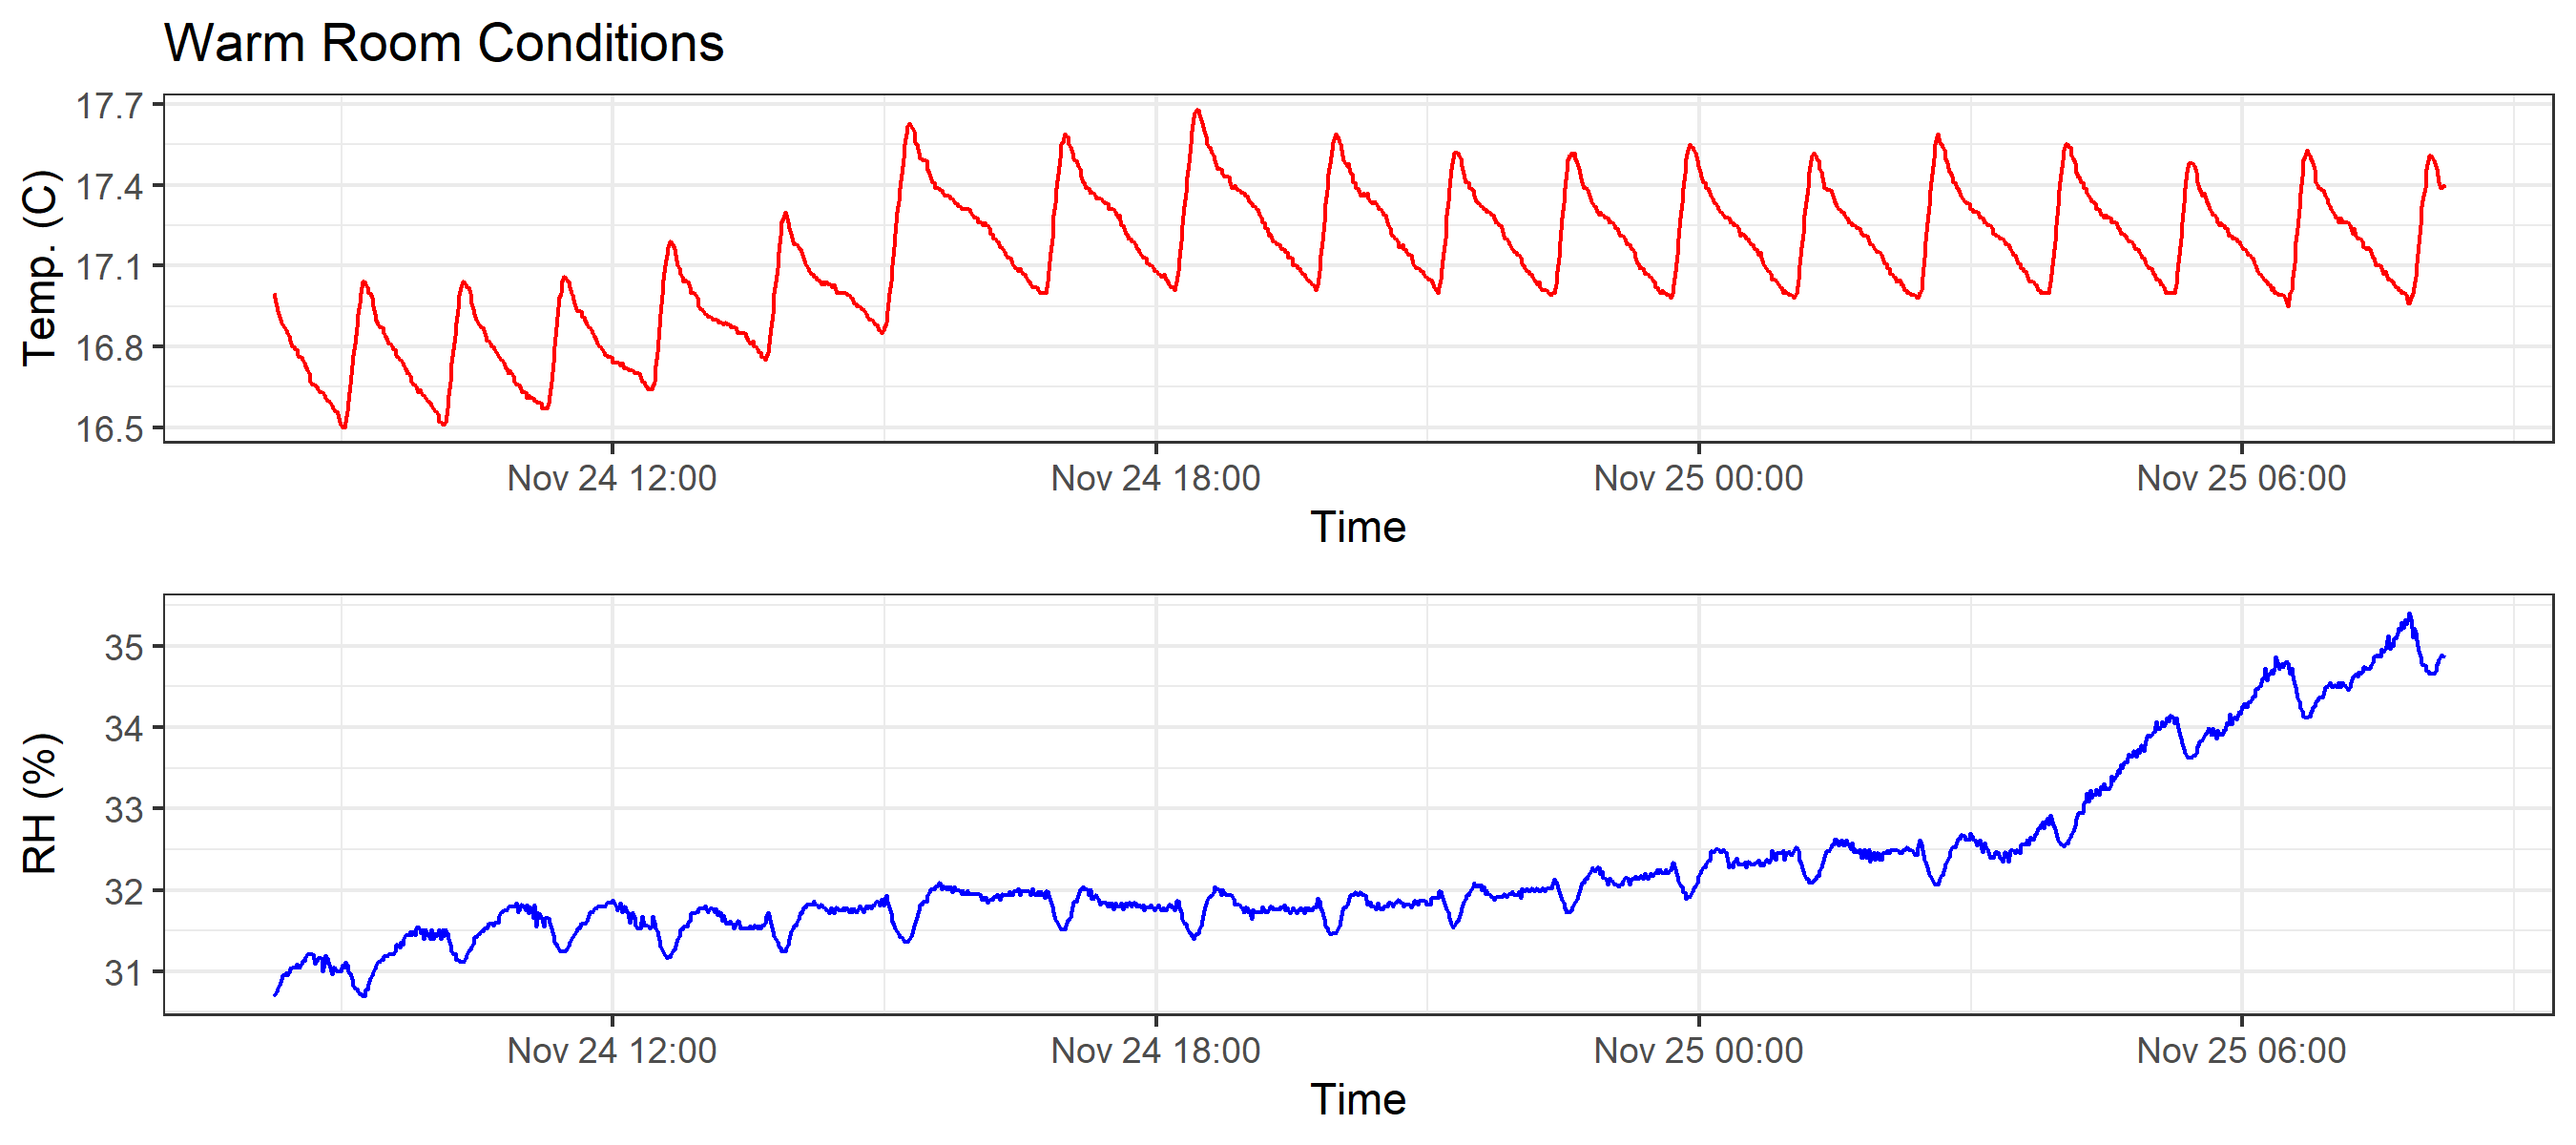 Warm Room Conditions
17.7
17.4
17.1
16.8
16.5
Temp. (C)
Nov 24 12:00 Nov 24 18:00 Nov 25 00:00 Nov 25 06:00
Time
35
34
33
32
31
RH (%)
Nov 24 12:00 Nov 24 18:00 Nov 25 00:00 Nov 25 06:00
Time